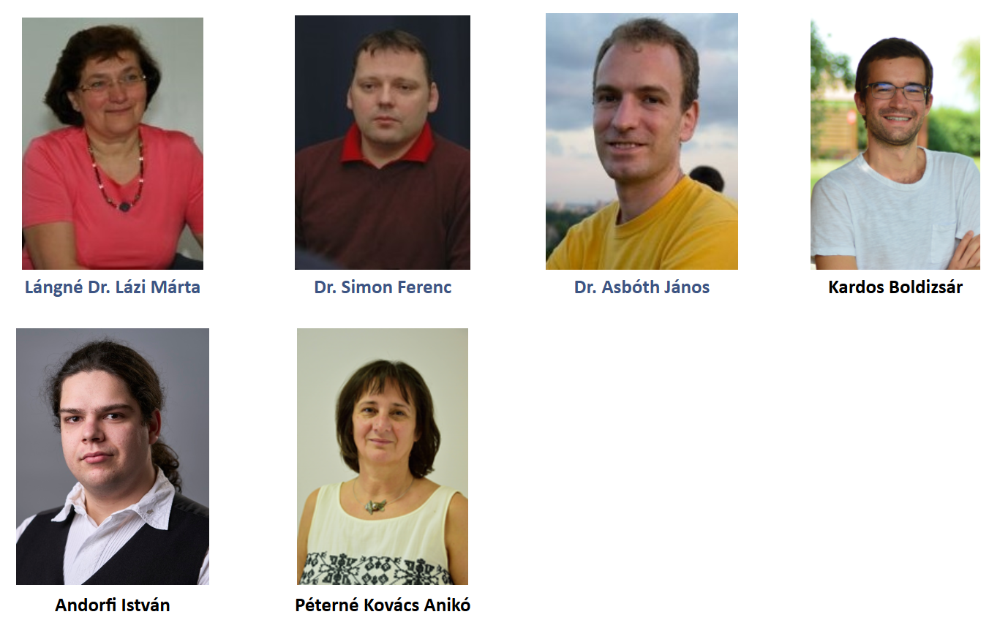 Lángné Dr. Lázi Márta
Dr. Simon Ferenc
Dr. Asbóth János
Kardos Boldizsár
Andorfi István
Péterné Kovács Anikó